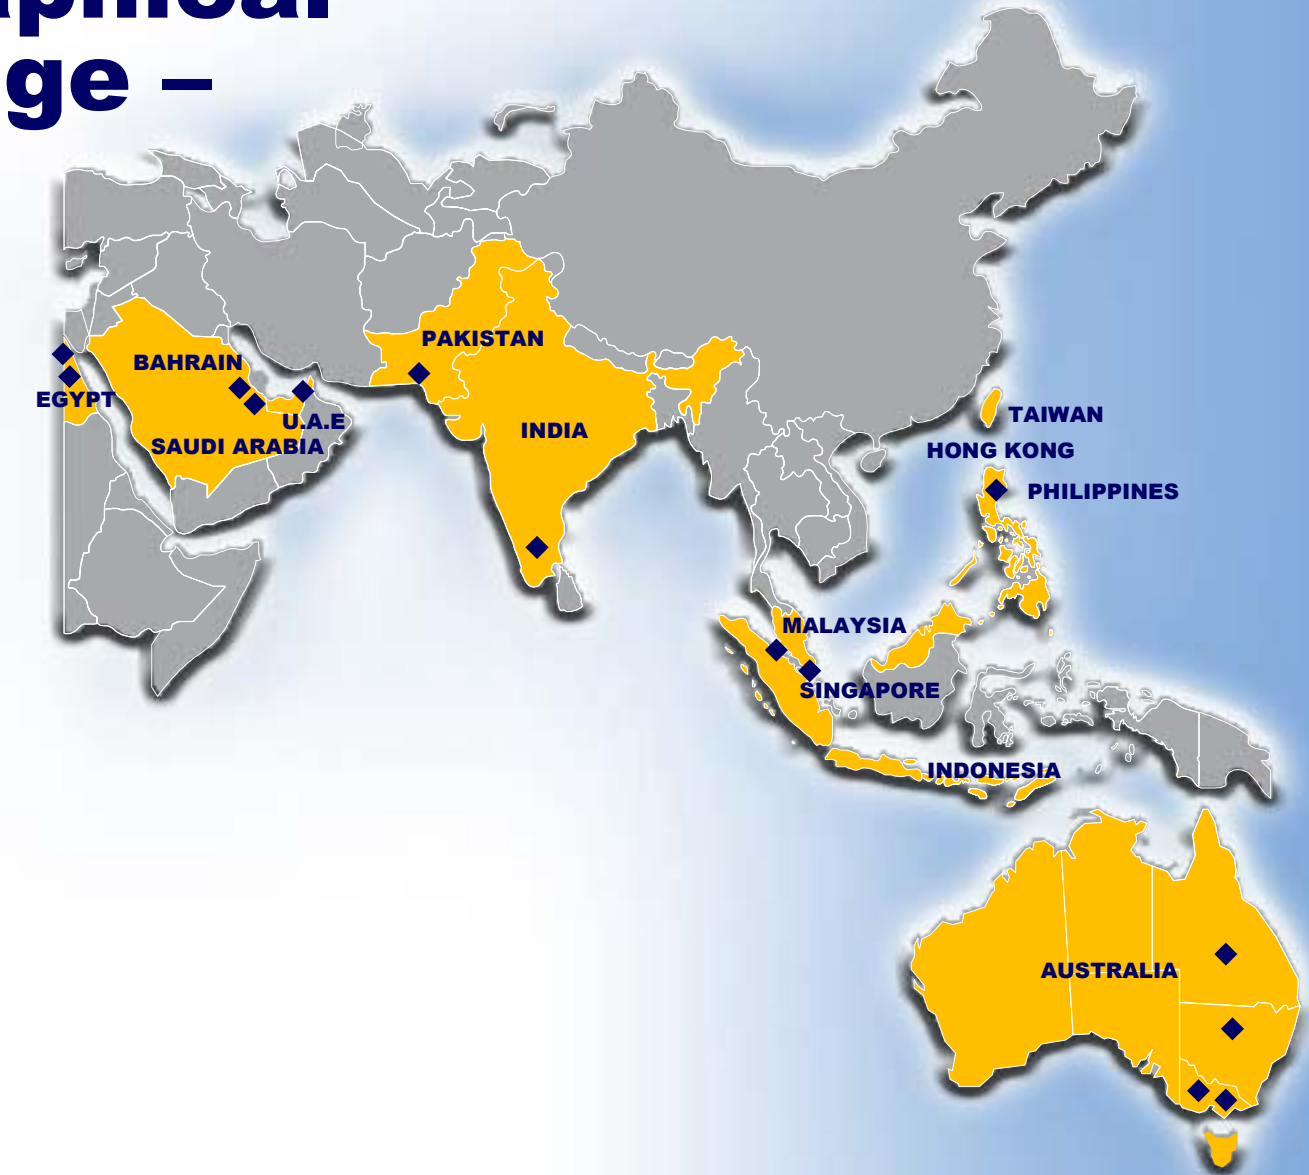 ge –
PAKISTAN
BAHRAIN
EGYPT
U.A.E
SAUDI ARABIA
INDIA
TAIWAN
HONG KONG
PHILIPPINES
MALAYSIA
SINGAPORE
INDONESIA
AUSTRALIA